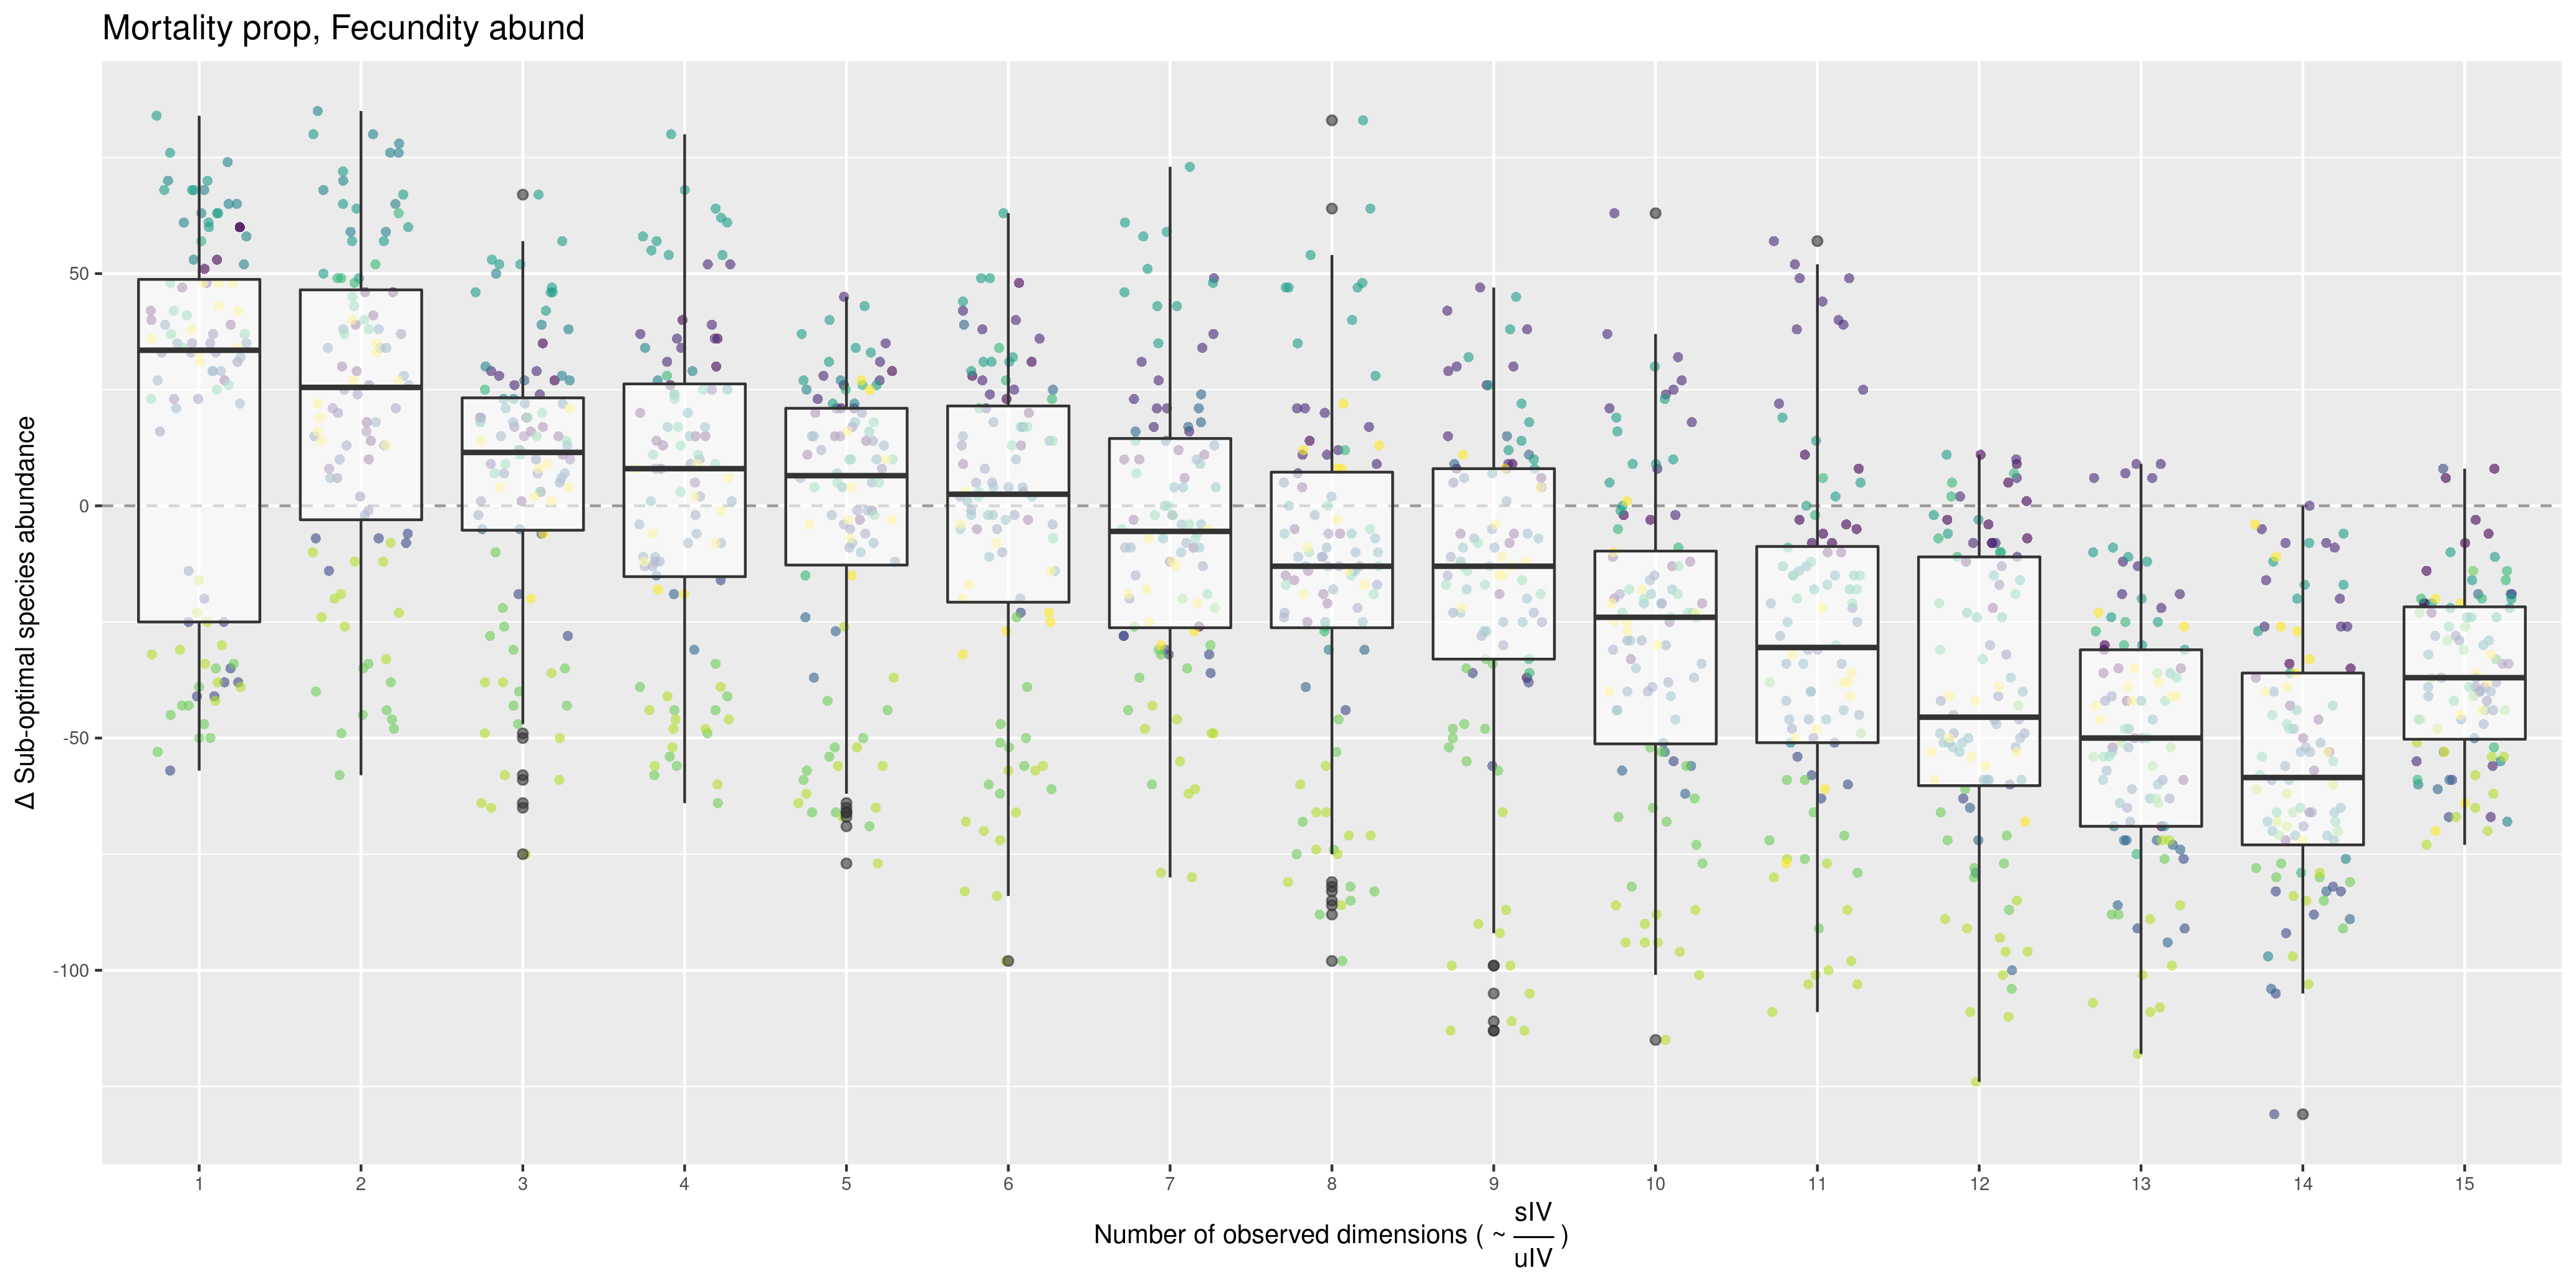 Mortality prop, Fecundity abund
Δ Sub-optimal species abundance
50
0
-50
-100
1 2 3 4 5 6 7 8 9 10 11 12 13 14 15
Number of observed dimensions ( ~ sIV / uIV )